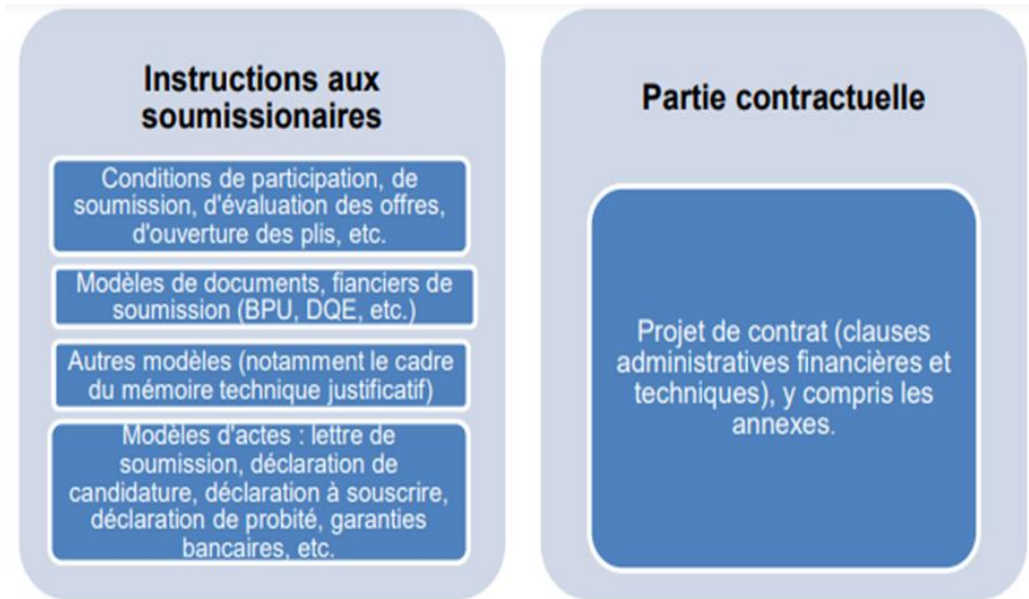 Instructions aux
soumissionaires
Conditions de participation, de
soumission, d'évaluation des offres,
d'ouverture des plis, etc.
Modèles de documents, fianciers de
soumission (BPU, DQE, etc.)
Autres modèles (notamment le cadre
du mémoire technique justificatif)
Modèles d'actes : lettre de
soumission, déclaration de
candidature, déclaration à souscrire,
déclaration de probité, garanties
bancaires, etc.
Partie contractuelle
Projet de contrat (clauses
administratives financières et
techniques), y compris les
annexes.